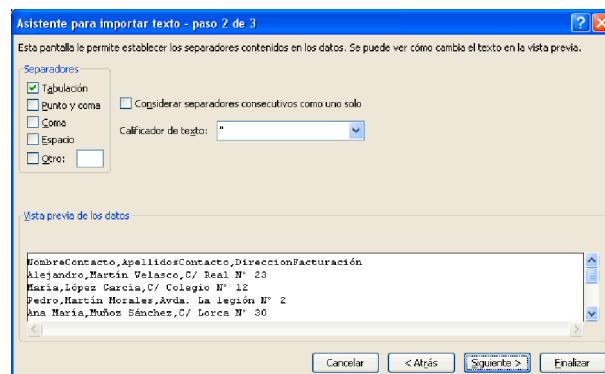 Asistente para importar texto - paso 2 de 3
Esta pantalla le permite establecer los separadores contenidos en los datos. Se puede ver cómo cambia el texto en la vista previa.
Separadores
Tabulación
Punto y coma
Coma
Espacio
Otro:
Considerar separadores consecutivos como uno solo
Calificador de texto: "
Vista previa de los datos
NombreContacto,ApellidosContacto,DireccionFacturación
Alejandro,Martín Velasco,C/ Real Nº 23
María,López García,C/ Colegio Nº 12
Pedro,Martín Morales,Avda. La legión Nº 2
Ana María,Muñoz Sánchez,C/ Lorca Nº 30
Cancelar
< Atrás
Siguiente >
Finalizar